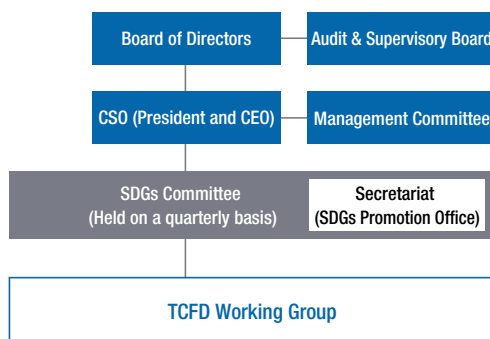 Board of Directors
Audit & Supervisory Board
CSO (President and CEO)
Management Committee
SDGs Committee
(Held on a quarterly basis)
Secretariat
(SDGs Promotion Office)
TCFD Working Group